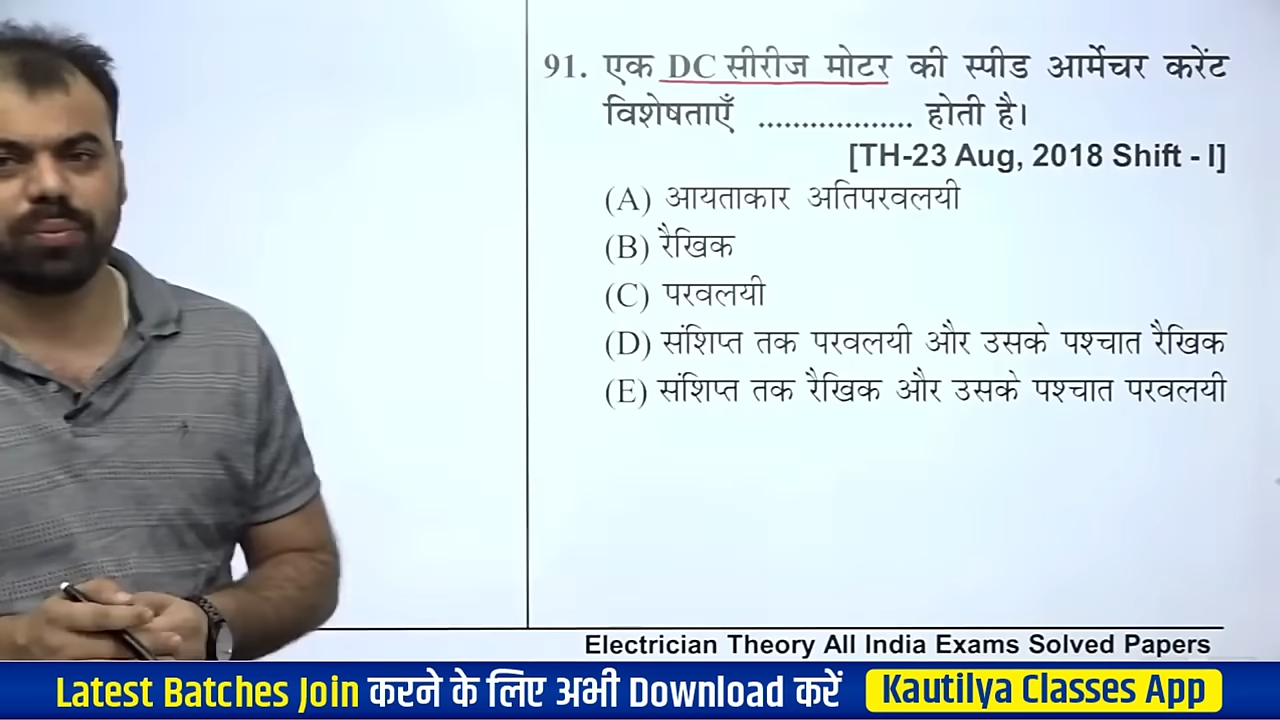 91. एक DC सीरीज मोटर की स्पीड आर्मेचर करेंट
विशेषताएँ .................. होती है।
[TH-23 Aug, 2018 Shift - I]
(A) आयताकार अतिपरवलयी
(B) रैखिक
(C) परवलयी
(D) संशिप्त तक परवलयी और उसके पश्चात रैखिक
(E) संशिप्त तक रैखिक और उसके पश्चात परवलयी
Electrician Theory All India Exams Solved Papers
Latest Batches Join करने के लिए अभी Download करें Kautilya Classes App